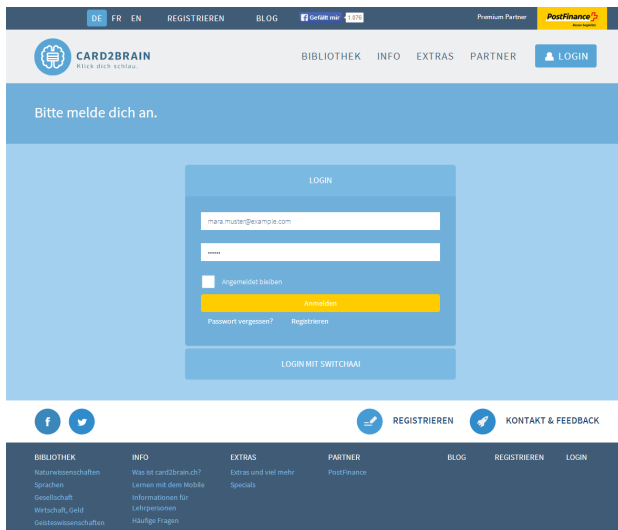 DE FR EN REGISTRIEREN BLOG Gefällt mir 1.076 Premium Partner PostFinance
CARD2BRAIN
Klick dich schlau.
BIBLIOTHEK INFO EXTRAS PARTNER LOGIN
Bitte melde dich an.
LOGIN
mara.muster@example.com
••••••
Angemeldet bleiben
Anmelden
Passwort vergessen? Registrieren
LOGIN MIT SWITCHAAI
REGISTRIEREN KONTAKT & FEEDBACK
BIBLIOTHEK INFO EXTRAS PARTNER BLOG REGISTRIEREN LOGIN
Naturwissenschaften Was ist card2brain.ch? Extras und viel mehr PostFinance
Sprachen Lernen mit dem Mobile Specials
Gesellschaft Informationen für
Wirtschaft, Geld Lehrpersonen
Geisteswissenschaften Häufige Fragen